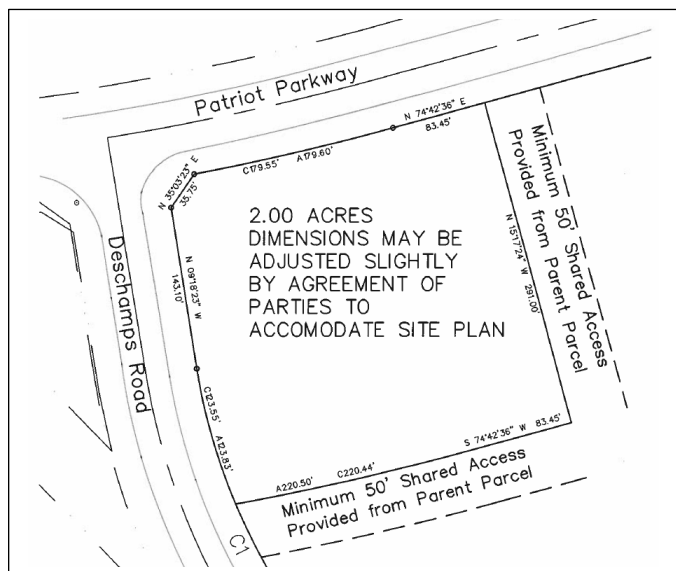 Patriot Parkway
N 74°42'36" E
83.45'
C179.55' A179.60'
N 35°03'23" E
35.75'
Minimum 50' Shared Access
Provided from Parent Parcel
2.00 ACRES
DIMENSIONS MAY BE
ADJUSTED SLIGHTLY
BY AGREEMENT OF
PARTIES TO
ACCOMODATE SITE PLAN
N 15°17'24" W 291.00'
Deschamps Road
N 09°18'23" W
143.10'
C123.55' A123.83'
S 74°42'36" W 83.45'
A220.50' C220.44'
Minimum 50' Shared Access
Provided from Parent Parcel
C1